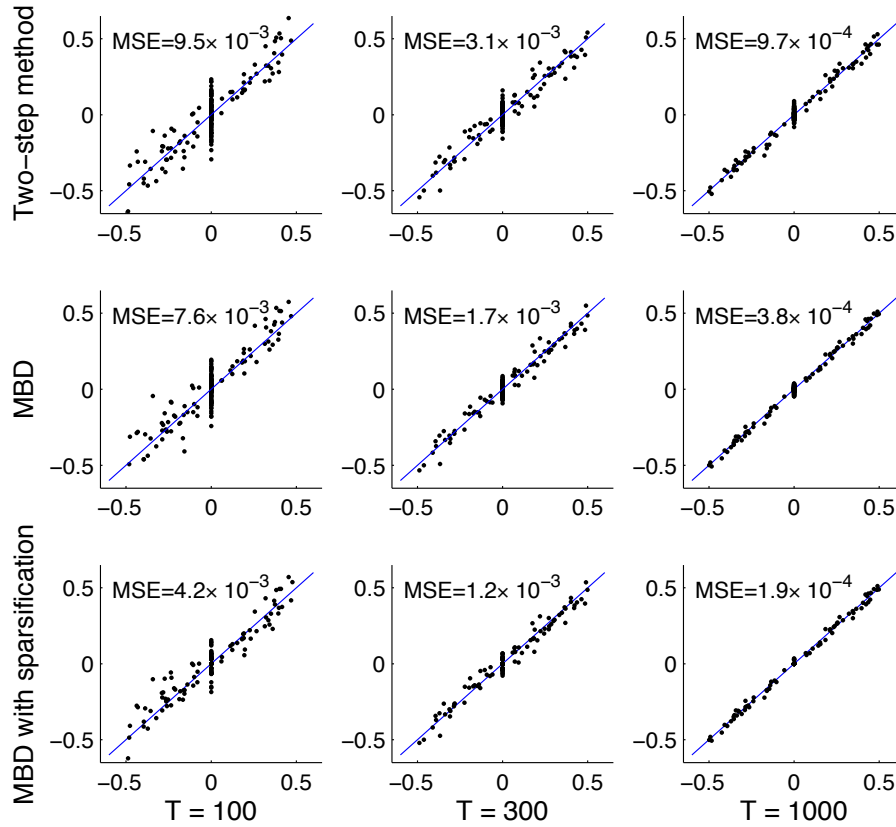 Two−step method
MSE=9.5× 10⁻³
0.5
0
−0.5
−0.5 0 0.5
MSE=3.1× 10⁻³
0.5
0
−0.5
−0.5 0 0.5
MSE=9.7× 10⁻⁴
0.5
0
−0.5
−0.5 0 0.5
MBD
MSE=7.6× 10⁻³
0.5
0
−0.5
−0.5 0 0.5
MSE=1.7× 10⁻³
0.5
0
−0.5
−0.5 0 0.5
MSE=3.8× 10⁻⁴
0.5
0
−0.5
−0.5 0 0.5
MBD with sparsification
MSE=4.2× 10⁻³
0.5
0
−0.5
−0.5 0 0.5
T = 100
MSE=1.2× 10⁻³
0.5
0
−0.5
−0.5 0 0.5
T = 300
MSE=1.9× 10⁻⁴
0.5
0
−0.5
−0.5 0 0.5
T = 1000